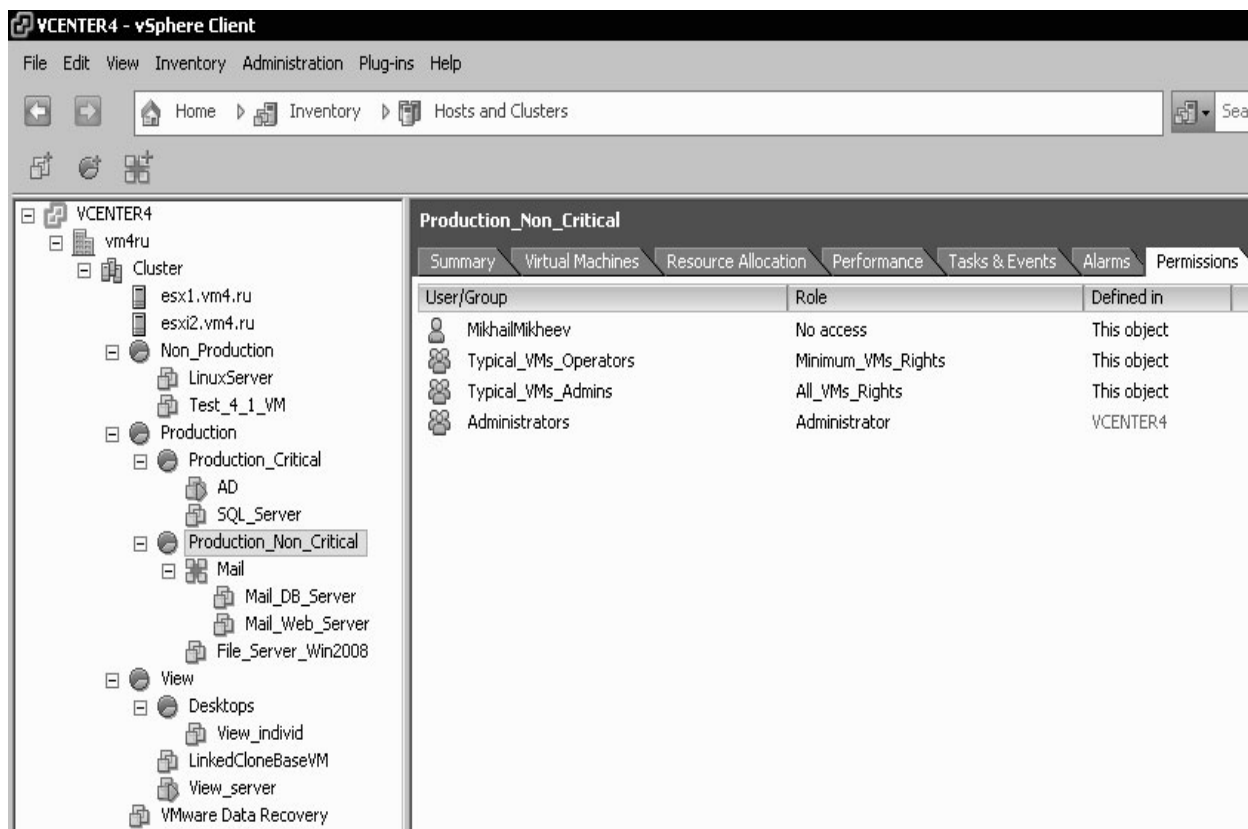 VCENTER4 - vSphere Client
File Edit View Inventory Administration Plug-ins Help
Home Inventory Hosts and Clusters
Sea
VCENTER4
vm4ru
Cluster
esx1.vm4.ru
esxi2.vm4.ru
Non_Production
LinuxServer
Test_4_1_VM
Production
Production_Critical
AD
SQL_Server
Production_Non_Critical
Mail
Mail_DB_Server
Mail_Web_Server
File_Server_Win2008
View
Desktops
View_individ
LinkedCloneBaseVM
View_server
VMware Data Recovery
Production_Non_Critical
Summary Virtual Machines Resource Allocation Performance Tasks & Events Alarms Permissions
User/Group Role Defined in
MikhailMikheev No access This object
Typical_VMs_Operators Minimum_VMs_Rights This object
Typical_VMs_Admins All_VMs_Rights This object
Administrators Administrator VCENTER4